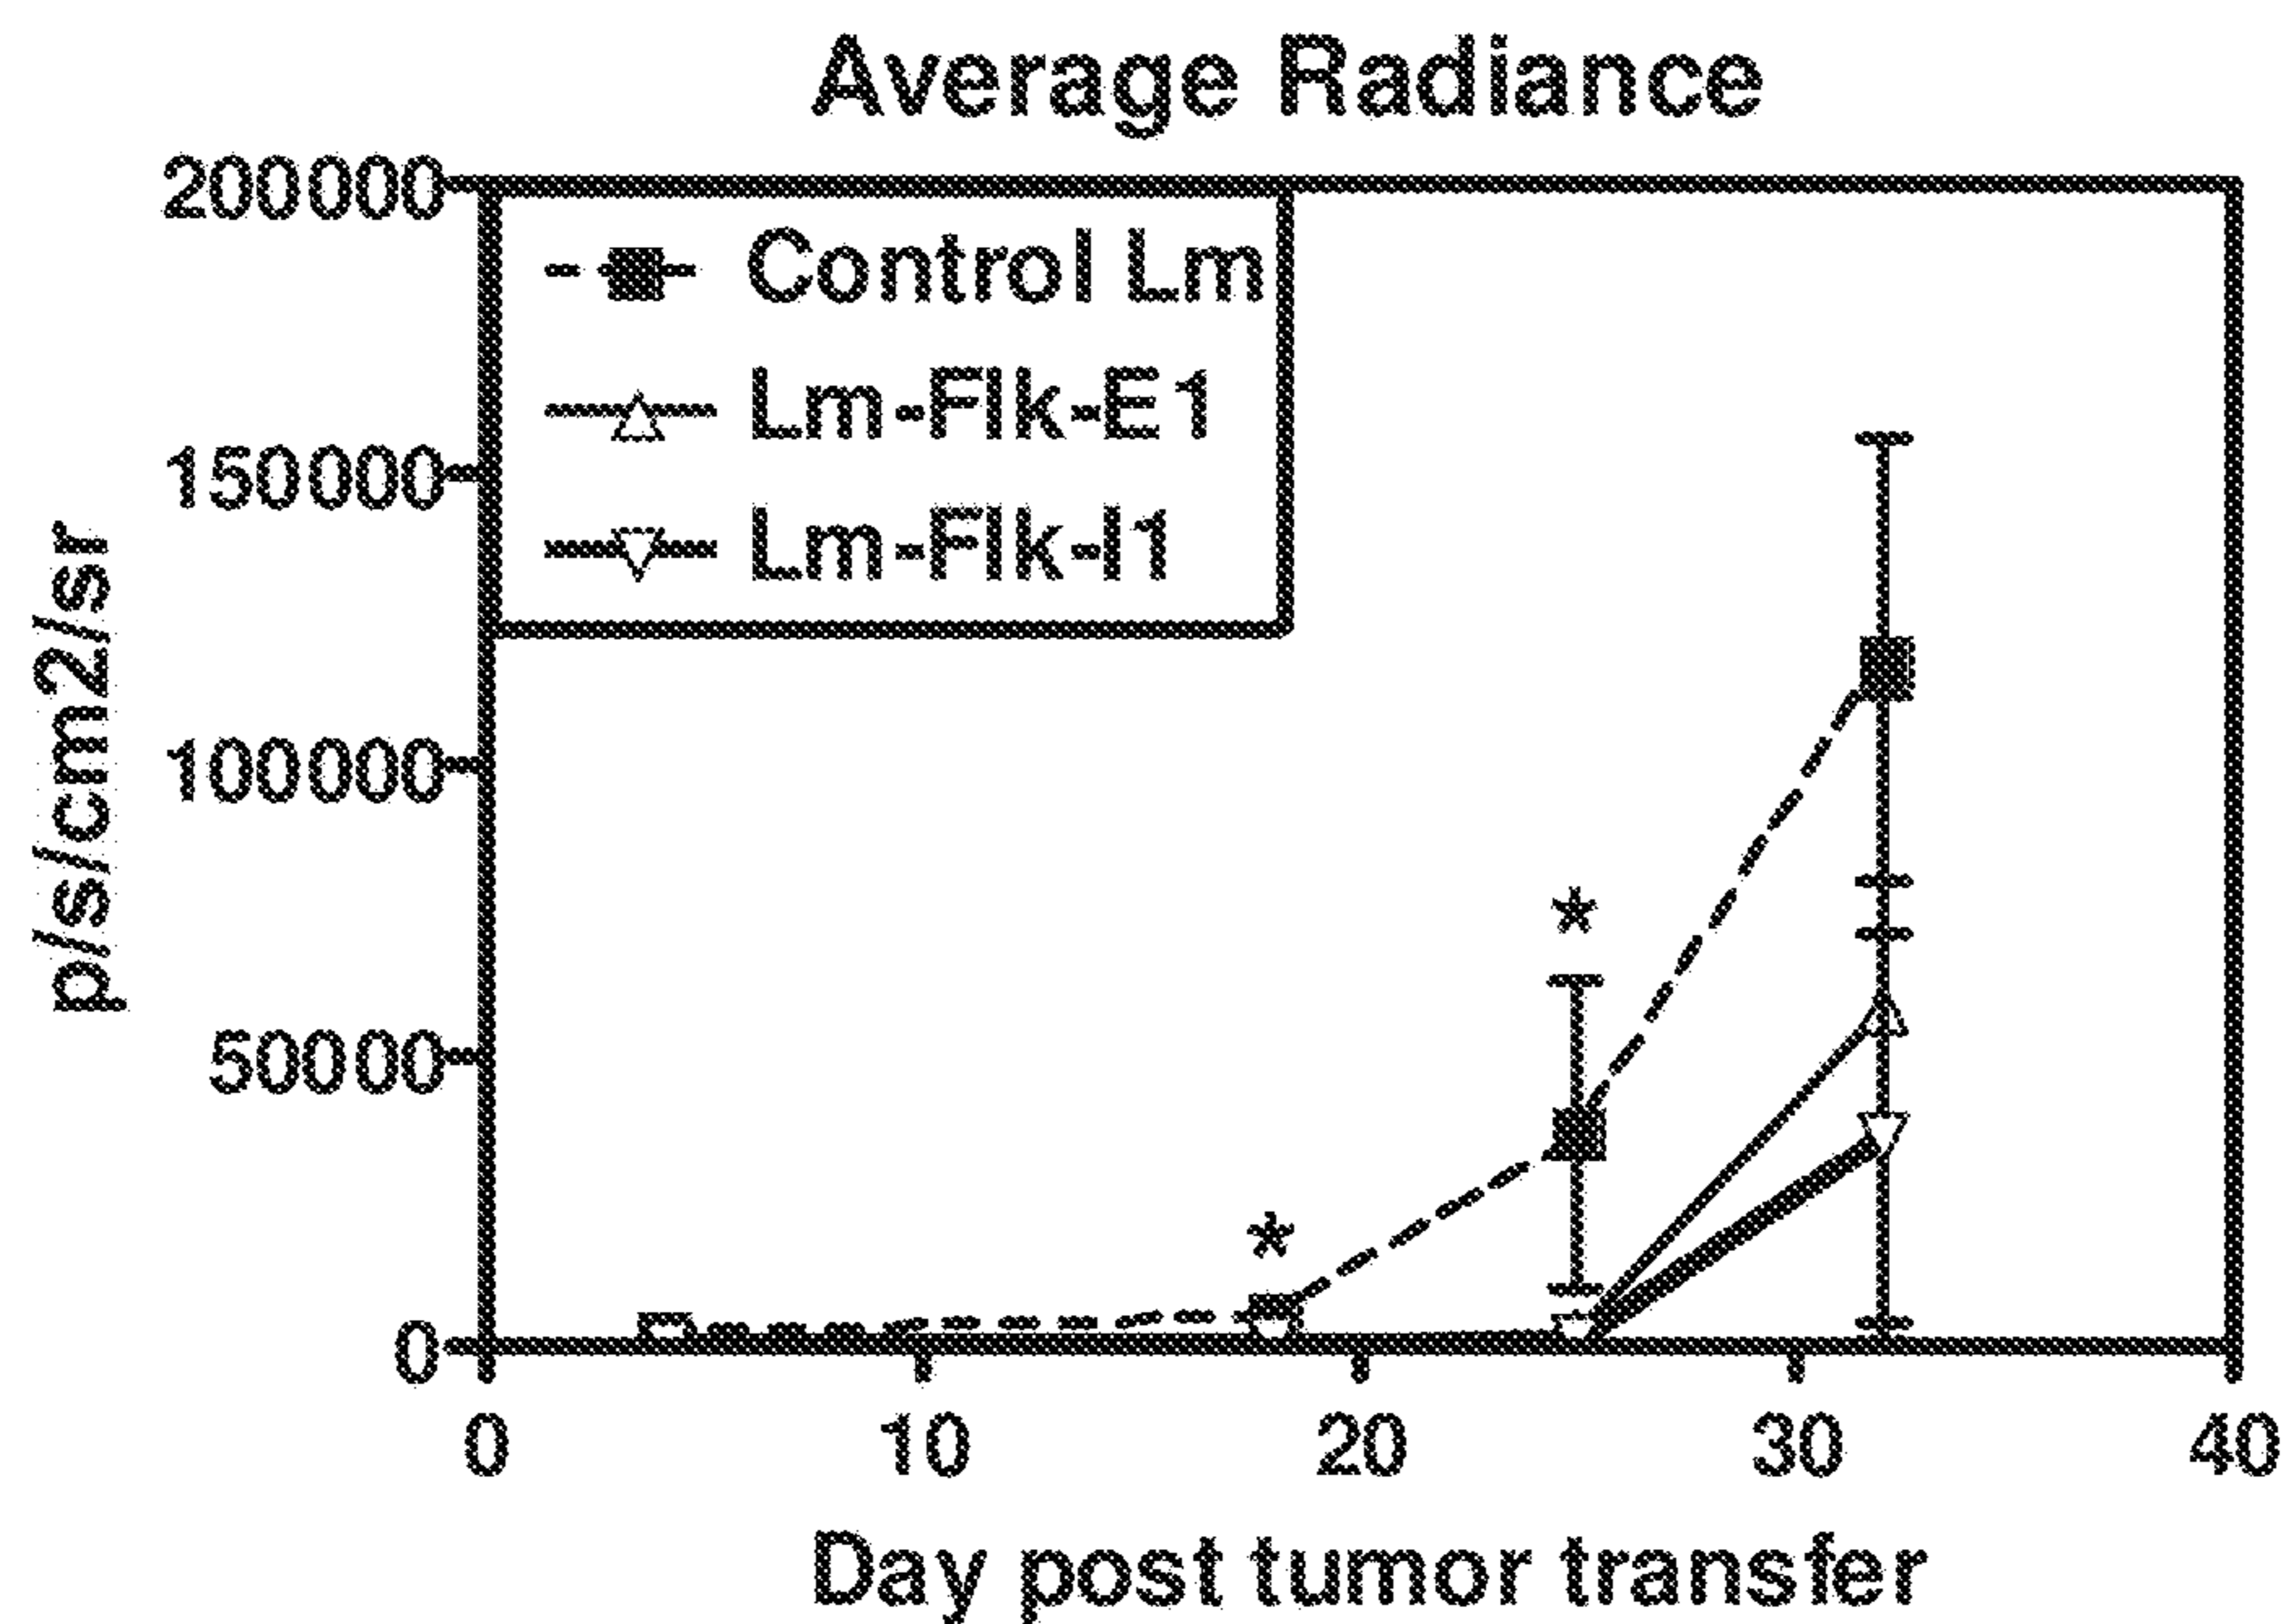 Average Radiance
200000
150000
100000
50000
0
p/s/cm2/sr
Control Lm
Lm-Flk-E1
Lm-Flk-I1
*
*
0 10 20 30 40
Day post tumor transfer